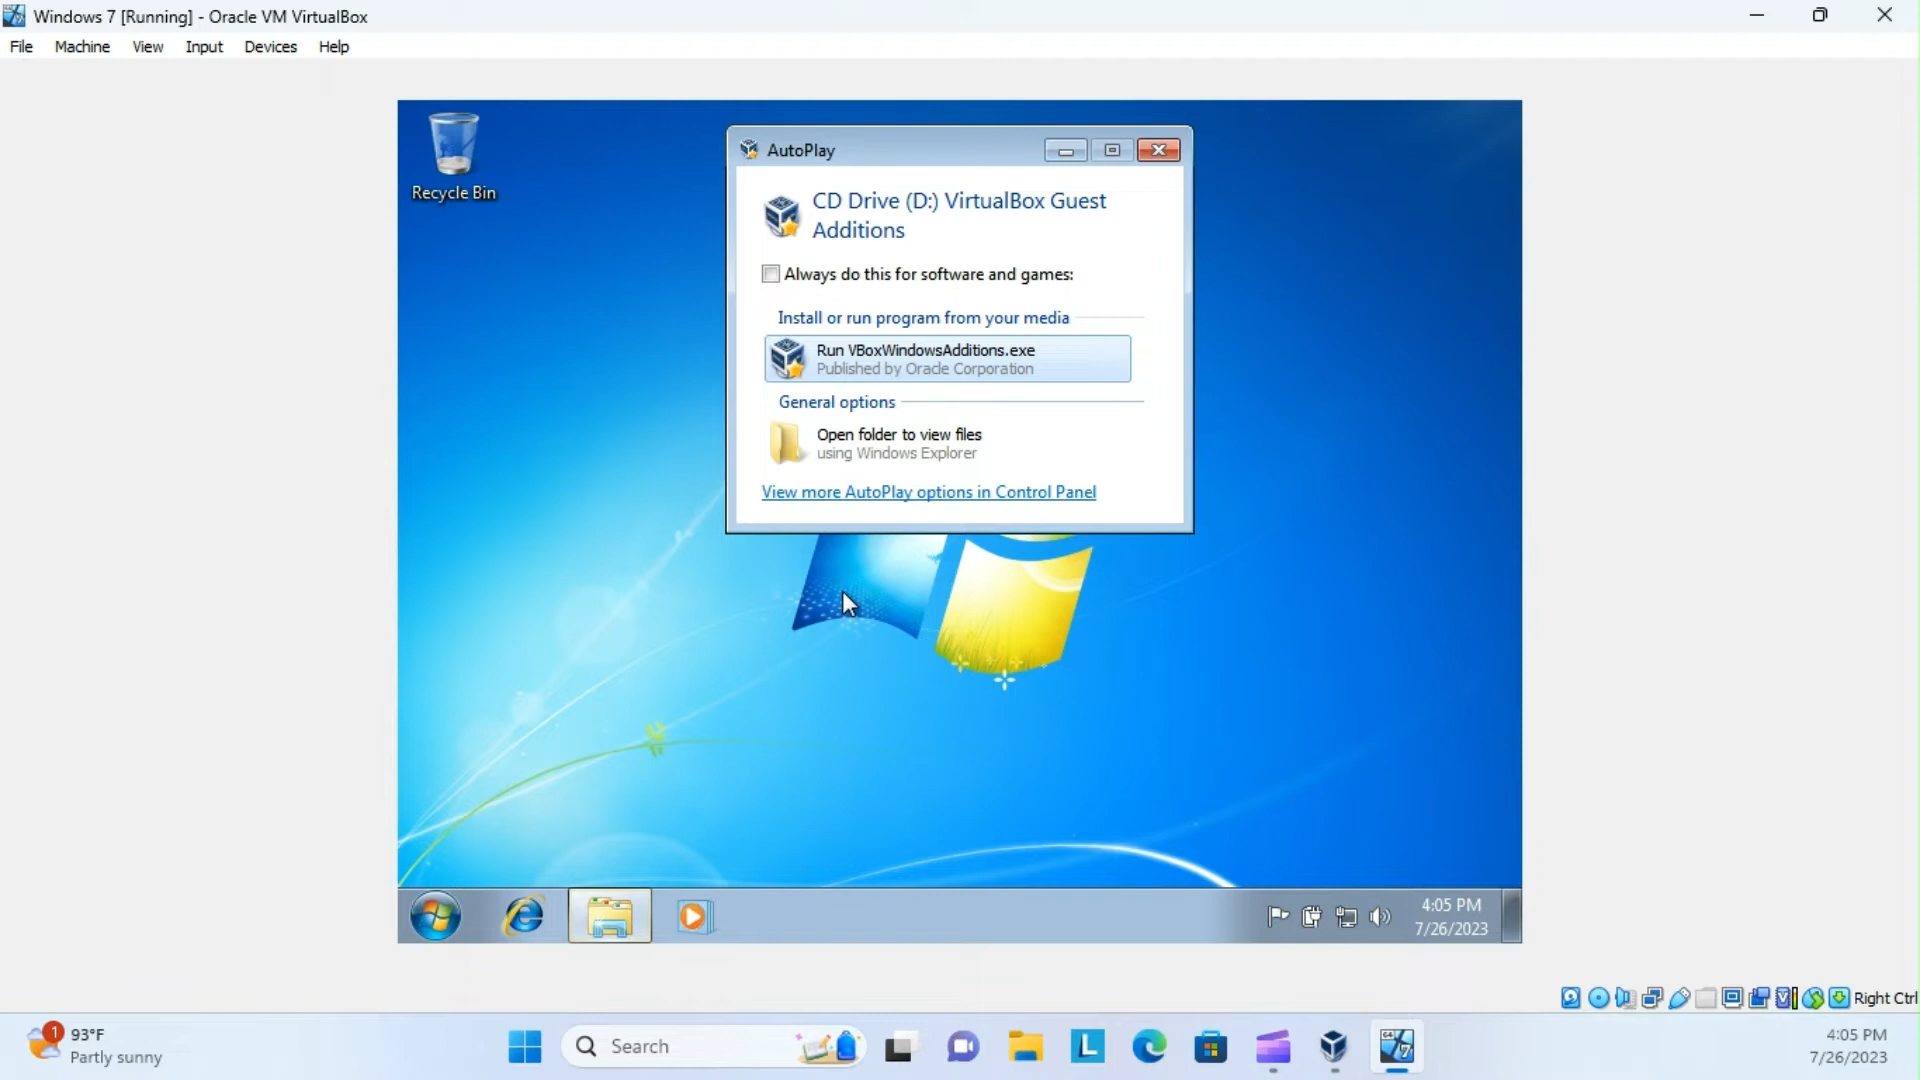 Windows 7 [Running] - Oracle VM VirtualBox
File Machine View Input Devices Help
Recycle Bin
AutoPlay
CD Drive (D:) VirtualBox Guest
Additions
Always do this for software and games:
Install or run program from your media
Run VBoxWindowsAdditions.exe
Published by Oracle Corporation
General options
Open folder to view files
using Windows Explorer
View more AutoPlay options in Control Panel
4:05 PM
7/26/2023
Right Ctrl
1
93°F
Partly sunny
Search
L
64
7
4:05 PM
7/26/2023